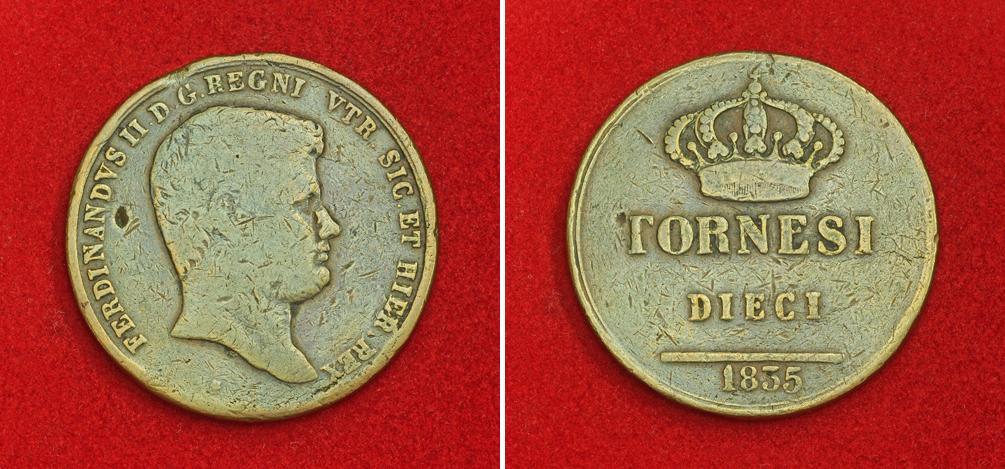 FERDINANDVS II D G REGNI VTR. SIC. ET HIER REX
TORNESI
DIECI
1835